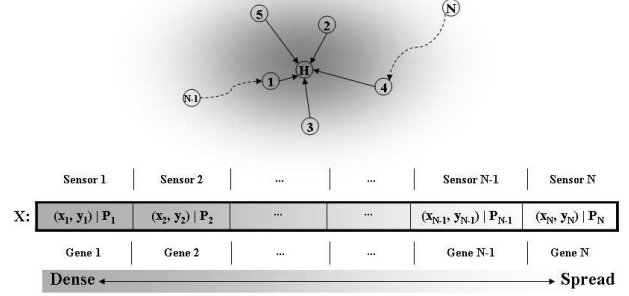 N
5
2
H
1
4
N-1
3
Sensor 1 Sensor 2 ... ... Sensor N-1 Sensor N
X: (x1, y1) | P1 (x2, y2) | P2 ... ... (xN-1, yN-1) | PN-1 (xN, yN) | PN
Gene 1 Gene 2 ... ... Gene N-1 Gene N
Dense Spread